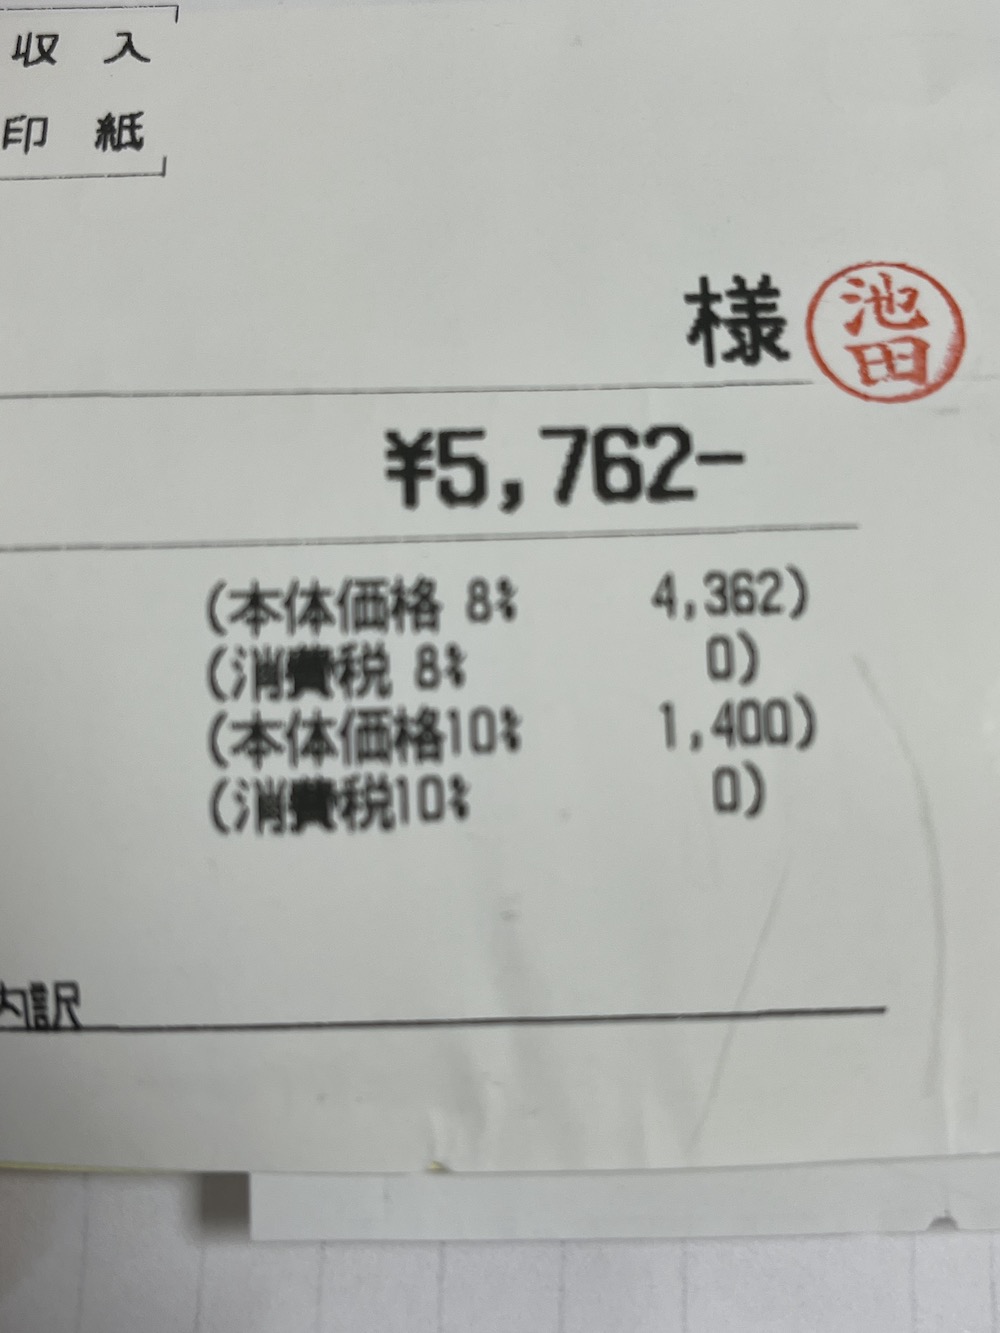 収 入
印 紙
様 池田
¥5,762-
(本体価格 8% 4,362)
(消費税 8% 0)
(本体価格10% 1,400)
(消費税10% 0)
内訳